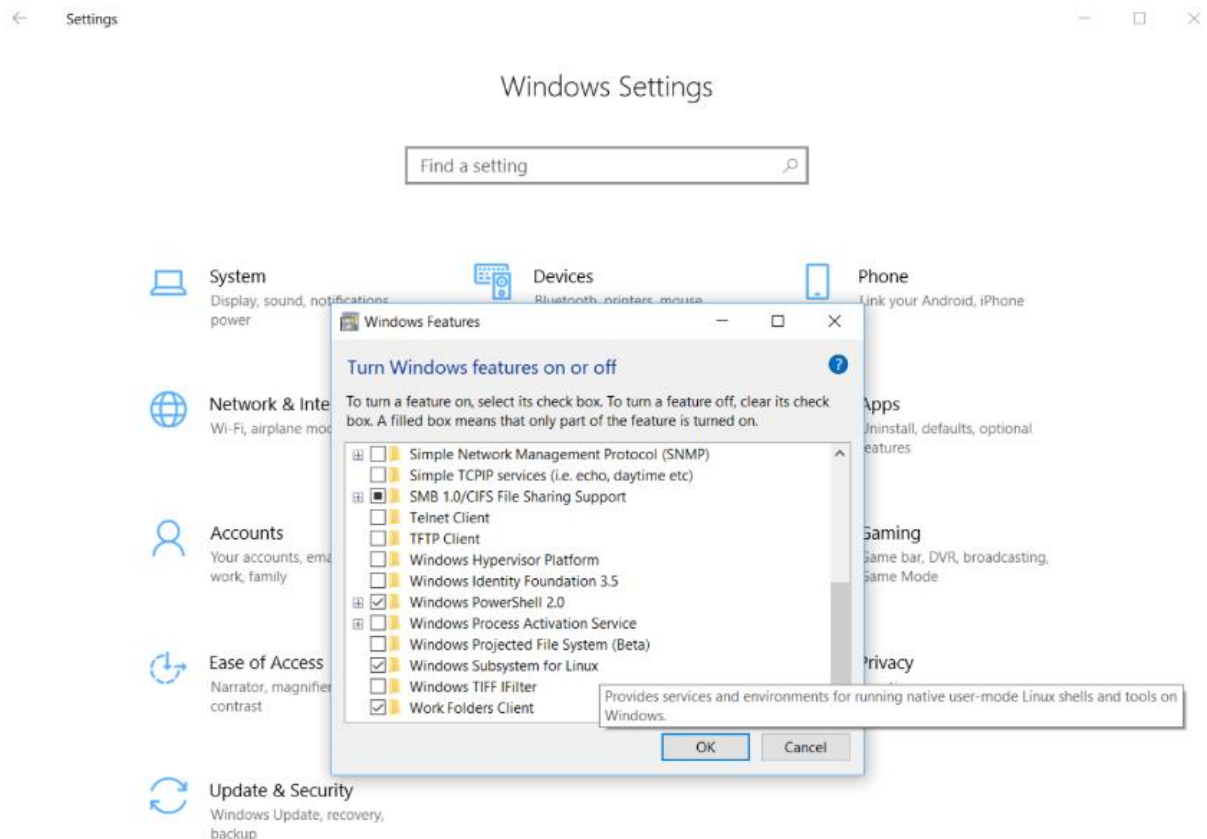 Settings
Windows Settings
Find a setting
System
Display, sound, notifications,
power
Devices
Bluetooth, printers, mouse
Phone
Link your Android, iPhone
Network & Inte
Wi-Fi, airplane mod
Apps
Uninstall, defaults, optional
features
Accounts
Your accounts, ema
work, family
Gaming
Game bar, DVR, broadcasting,
Game Mode
Ease of Access
Narrator, magnifier
contrast
Privacy
Update & Security
Windows Update, recovery,
backup
Windows Features
Turn Windows features on or off
?
To turn a feature on, select its check box. To turn a feature off, clear its check
box. A filled box means that only part of the feature is turned on.
Simple Network Management Protocol (SNMP)
Simple TCPIP services (i.e. echo, daytime etc)
SMB 1.0/CIFS File Sharing Support
Telnet Client
TFTP Client
Windows Hypervisor Platform
Windows Identity Foundation 3.5
Windows PowerShell 2.0
Windows Process Activation Service
Windows Projected File System (Beta)
Windows Subsystem for Linux
Windows TIFF IFilter
Work Folders Client
Provides services and environments for running native user-mode Linux shells and tools on
Windows.
OK
Cancel